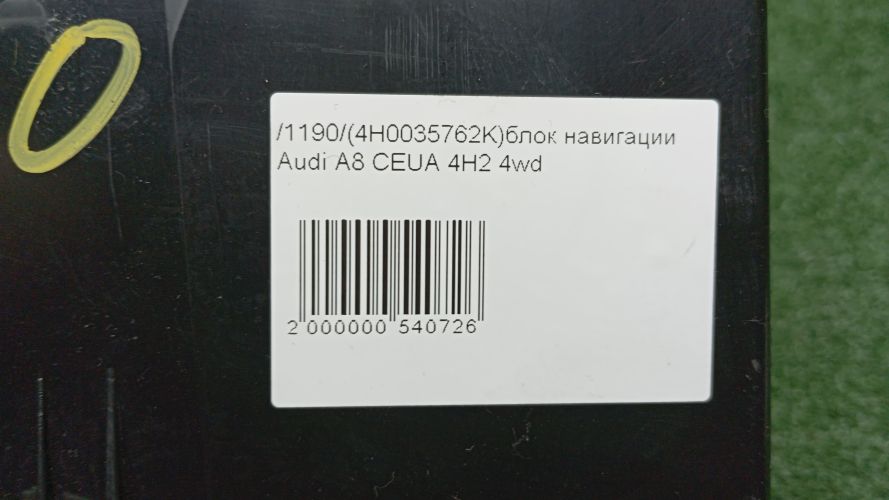 /1190/(4H0035762K)блок навигации
Audi A8 CEUA 4H2 4wd
2 000000 540726